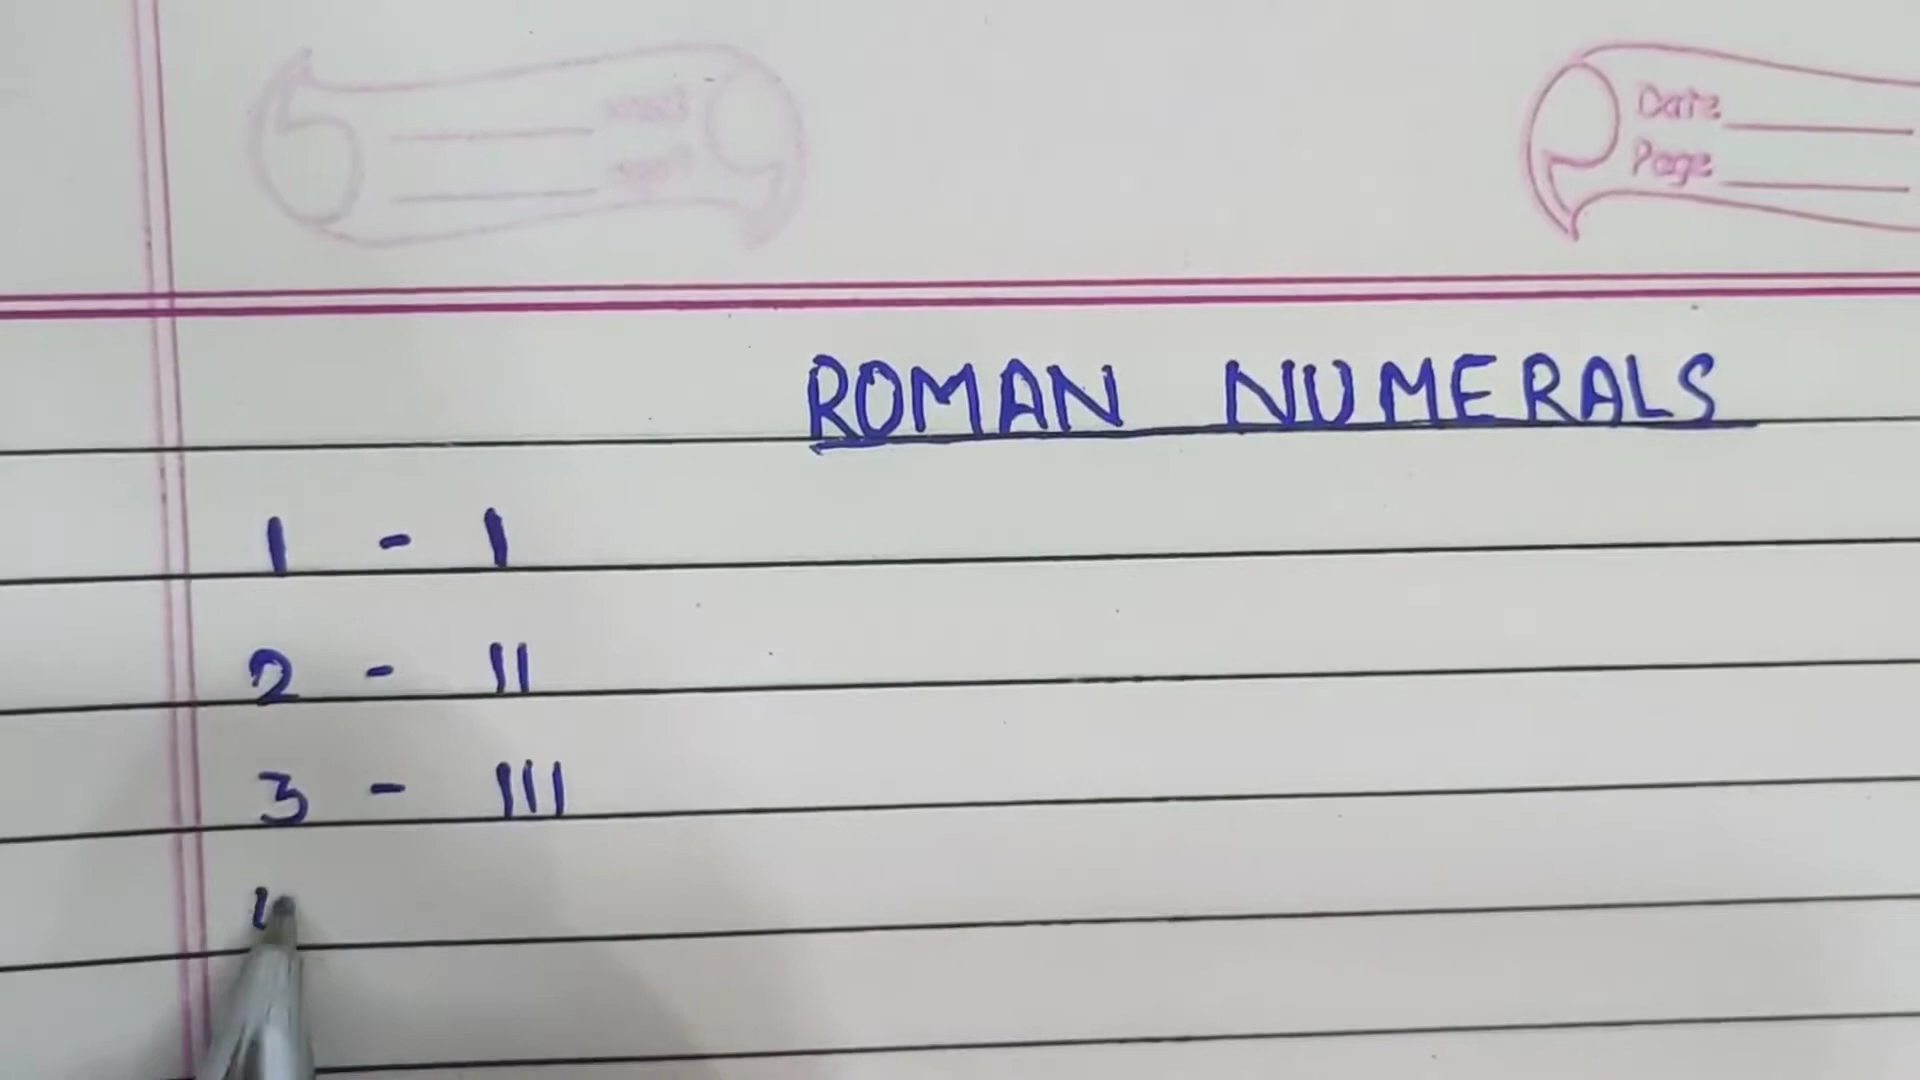 Date
Page
ROMAN NUMERALS
1 - I
2 - II
3 - III